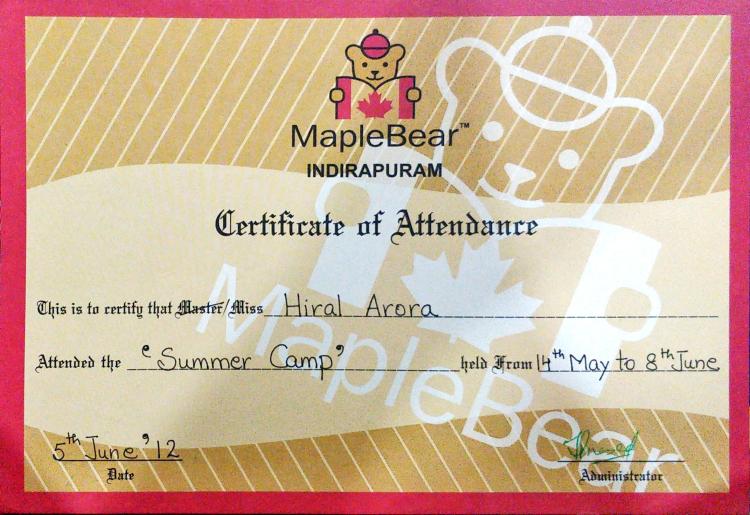 MapleBear™
INDIRAPURAM
Certificate of Attendance
This is to certify that Master/Miss Hiral Arora
Attended the ‘Summer Camp’ held From 14th May to 8th June
5th June '12
Date
Administrator
MapleBear